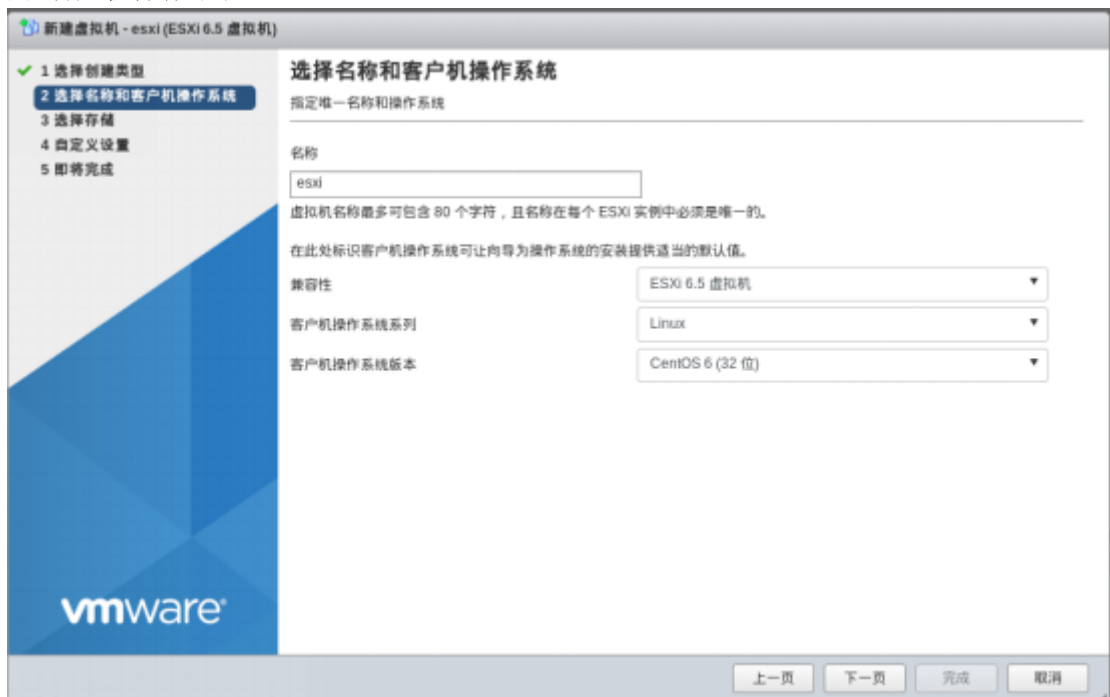 新建虚拟机 - esxi (ESXi 6.5 虚拟机)
1 选择创建类型
2 选择名称和客户机操作系统
3 选择存储
4 自定义设置
5 即将完成
选择名称和客户机操作系统
指定唯一名称和操作系统
名称
esxi
虚拟机名称最多可包含 80 个字符，且名称在每个 ESXi 实例中必须是唯一的。
在此处标识客户机操作系统可让向导为操作系统的安装提供适当的默认值。
兼容性 ESXi 6.5 虚拟机
客户机操作系统系列 Linux
客户机操作系统版本 CentOS 6 (32 位)
vmware
上一页 下一页 完成 取消